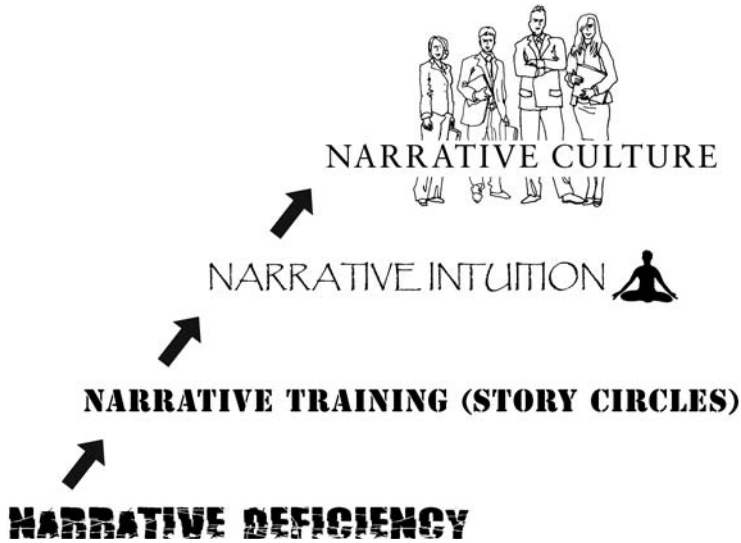 NARRATIVE CULTURE
NARRATIVE INTUITION
NARRATIVE TRAINING (STORY CIRCLES)
NARRATIVE DEFICIENCY